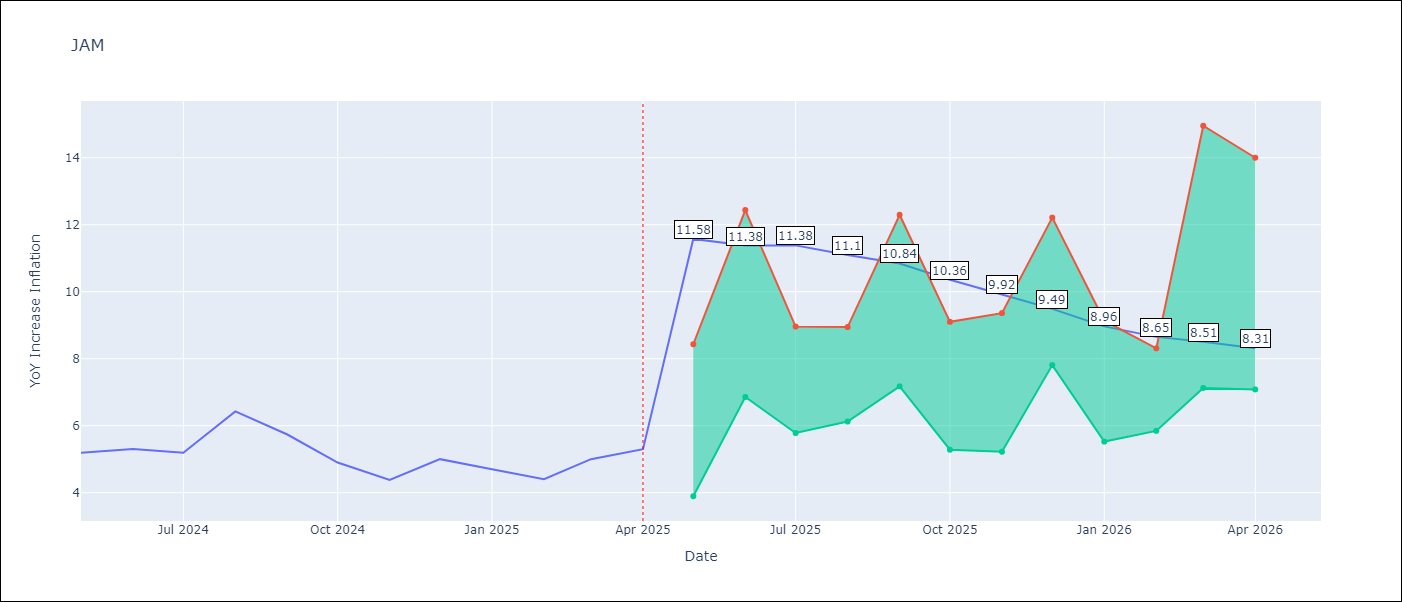 JAM
YoY Increase Inflation
14
12
10
8
6
4
11.58
11.38
11.38
11.1
10.84
10.36
9.92
9.49
8.96
8.65
8.51
8.31
Jul 2024
Oct 2024
Jan 2025
Apr 2025
Jul 2025
Oct 2025
Jan 2026
Apr 2026
Date